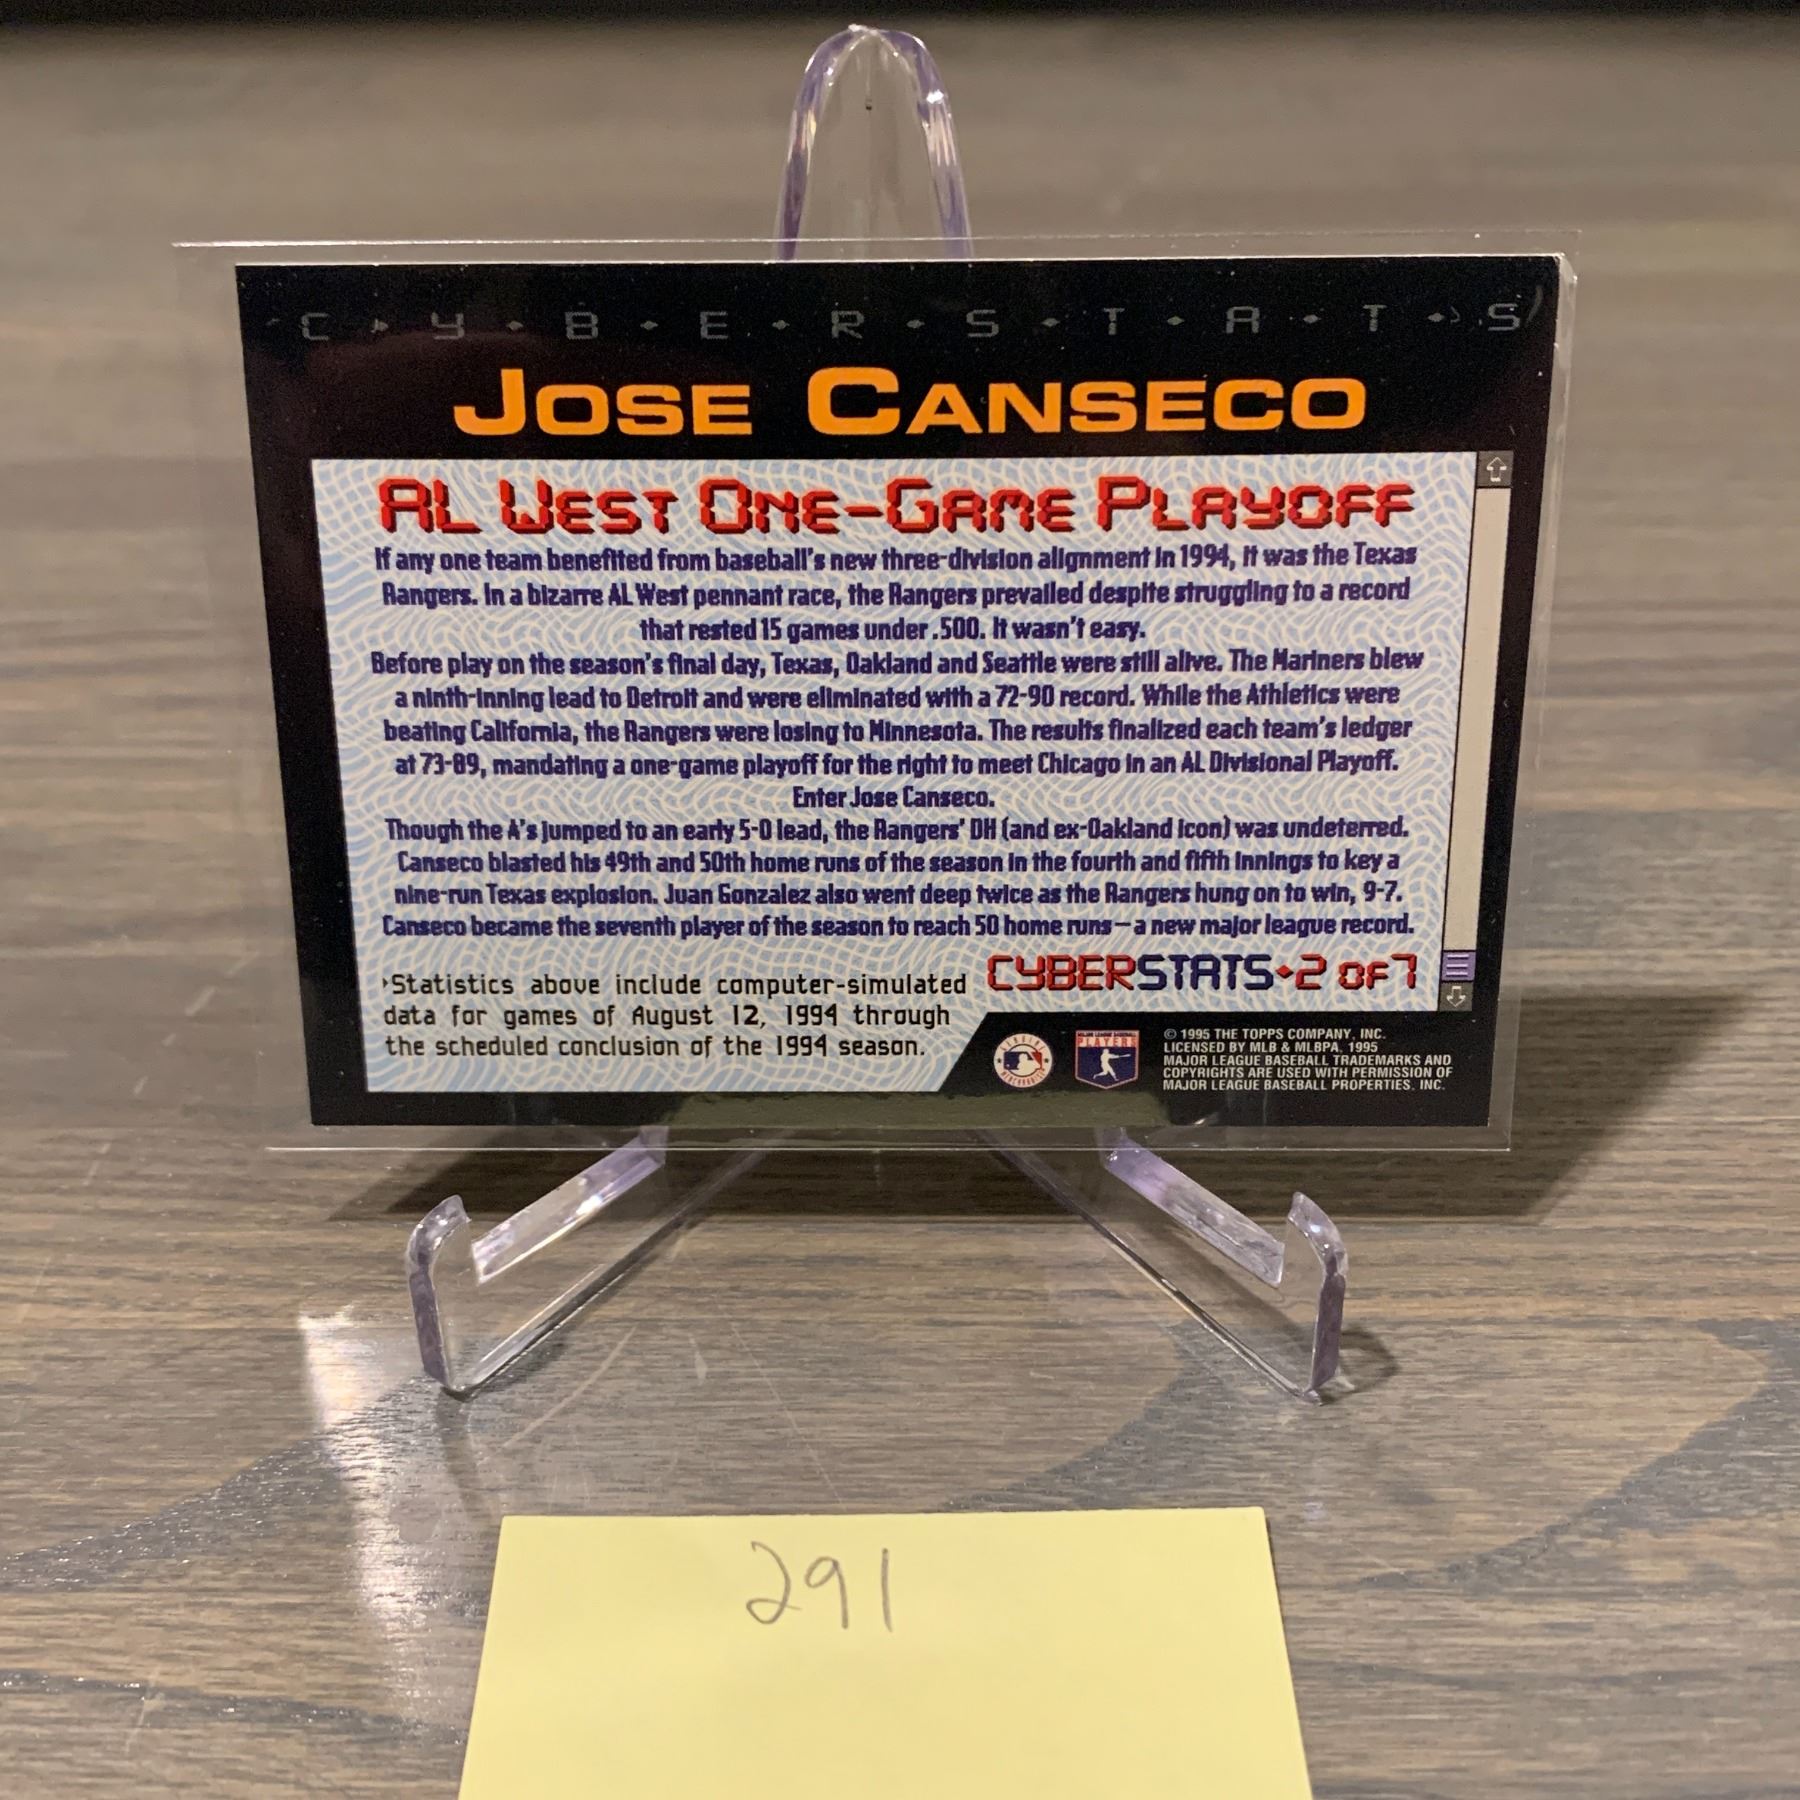 C·Y·B·E·R·S·T·A·T·S
JOSE CANSECO
AL WEST ONE-GAME PLAYOFF
If any one team benefited from baseball's new three-division alignment in 1994, it was the Texas
Rangers. In a bizarre AL West pennant race, the Rangers prevailed despite struggling to a record
that rested 15 games under .500. It wasn't easy.
Before play on the season's final day, Texas, Oakland and Seattle were still alive. The Mariners blew
a ninth-inning lead to Detroit and were eliminated with a 72-90 record. While the Athletics were
beating California, the Rangers were losing to Minnesota. The results finalized each team's ledger
at 73-89, mandating a one-game playoff for the right to meet Chicago in an AL Divisional Playoff.
Enter Jose Canseco.
Though the A's jumped to an early 5-0 lead, the Rangers' DH (and ex-Oakland icon) was undeterred.
Canseco blasted his 49th and 50th home runs of the season in the fourth and fifth innings to key a
nine-run Texas explosion. Juan Gonzalez also went deep twice as the Rangers hung on to win, 9-7.
Canseco became the seventh player of the season to reach 50 home runs—a new major league record.
CYBERSTATS·2 OF 7
Statistics above include computer-simulated
data for games of August 12, 1994 through
the scheduled conclusion of the 1994 season.
GENUINE
MERCHANDISE
MAJOR LEAGUE BASEBALL
PLAYERS
© 1995 THE TOPPS COMPANY, INC.
LICENSED BY MLB & MLBPA, 1995
MAJOR LEAGUE BASEBALL TRADEMARKS AND
COPYRIGHTS ARE USED WITH PERMISSION OF
MAJOR LEAGUE BASEBALL PROPERTIES, INC.
291